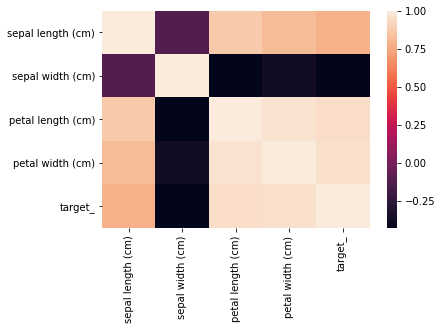 sepal length (cm)
sepal width (cm)
petal length (cm)
petal width (cm)
target_
sepal length (cm)
sepal width (cm)
petal length (cm)
petal width (cm)
target_
1.00
0.75
0.50
0.25
0.00
−0.25